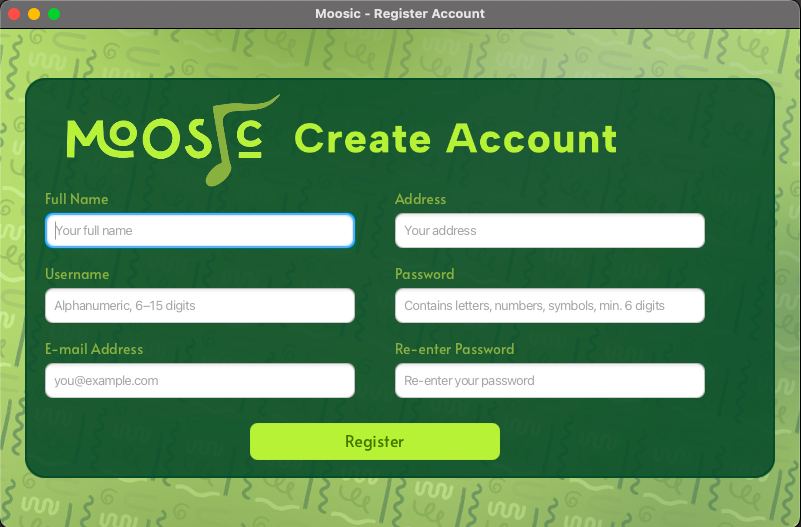 Moosic - Register Account
MOOSIC Create Account
Full Name
Address
Your full name
Your address
Username
Password
Alphanumeric, 6–15 digits
Contains letters, numbers, symbols, min. 6 digits
E-mail Address
Re-enter Password
you@example.com
Re-enter your password
Register